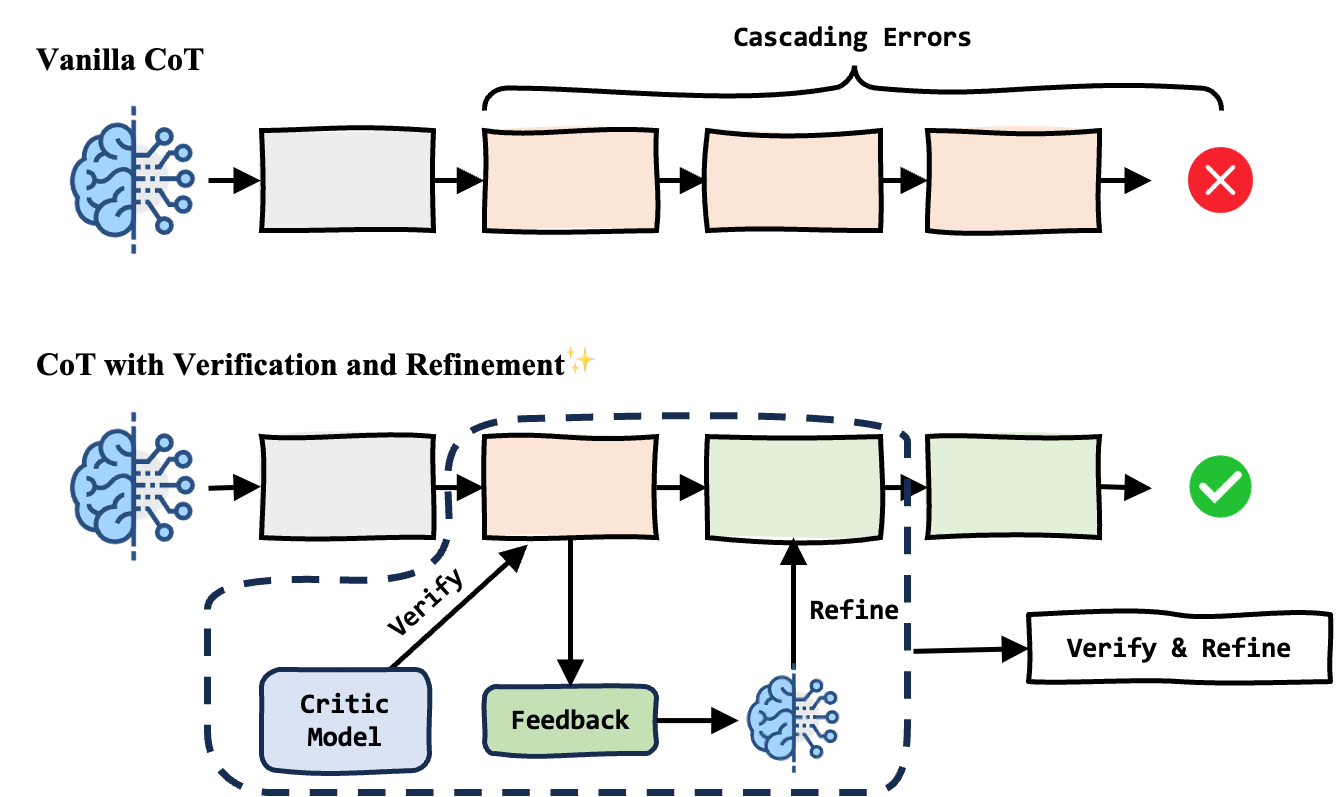 Cascading Errors
Vanilla CoT
CoT with Verification and Refinement✨
Verify
Refine
Verify & Refine
Critic
Model
Feedback